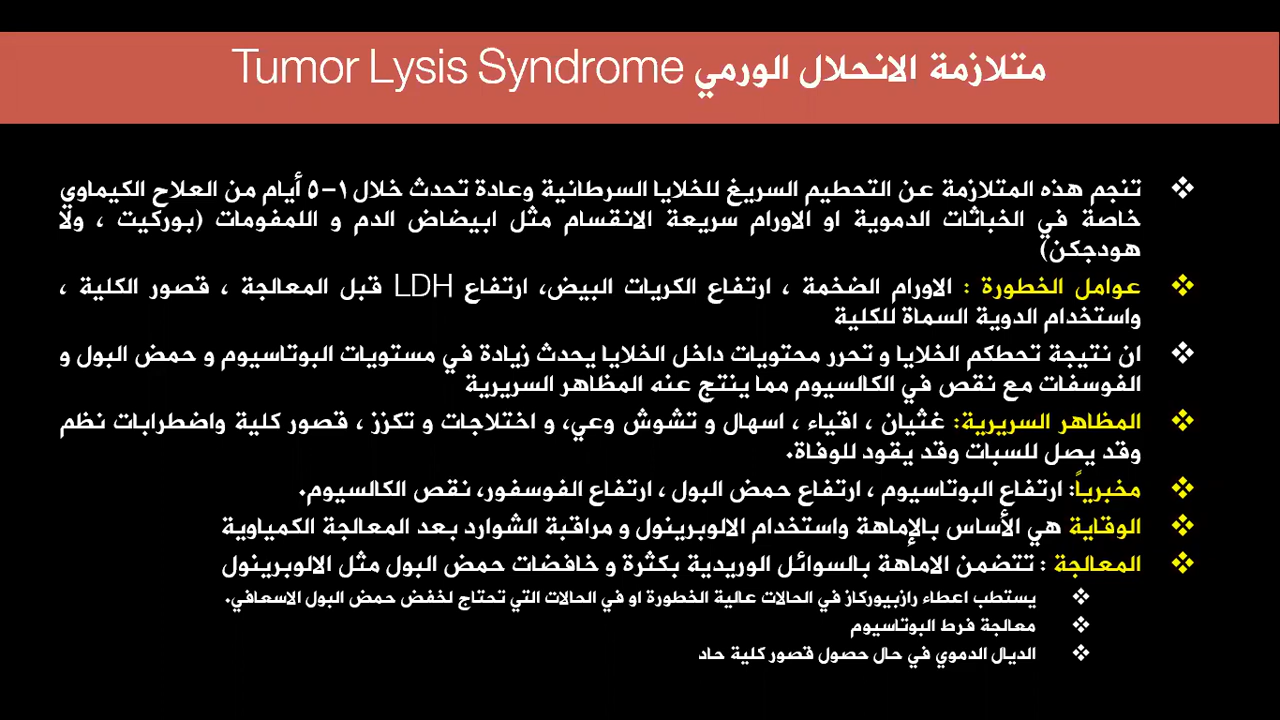 متلازمة الانحلال الورمي Tumor Lysis Syndrome
تنجم هذه المتلازمة عن التحطيم السريغ للخلايا السرطانية وعادة تحدث خلال ١-٥ أيام من العلاح الكيماوي
خاصة في الخباثات الدموية او الاورام سريعة الانقسام مثل ابيضاض الدم و اللمفومات (بوركيت ، ولا
هودجكن)
عوامل الخطورة : الاورام الضخمة ، ارتفاع الكريات البيض، ارتفاع LDH قبل المعالجة ، قصور الكلية ،
واستخدام الدوية السماة للكلية
ان نتيجة تحطكم الخلايا و تحرر محتويات داخل الخلايا يحدث زيادة في مستويات البوتاسيوم و حمض البول و
الفوسفات مع نقص في الكالسيوم مما ينتج عنه المظاهر السريرية
المظاهر السريرية: غثيان ، اقياء ، اسهال و تشوش وعي، و اختلاجات و تكزز ، قصور كلية واضطرابات نظم
وقد يصل للسبات وقد يقود للوفاة.
مخبرياً: ارتفاع البوتاسيوم ، ارتفاع حمض البول ، ارتفاع الفوسفور، نقص الكالسيوم.
الوقاية هي الأساس بالإماهة واستخدام الالوبرينول و مراقبة الشوارد بعد المعالجة الكمياوية
المعالجة : تتضمن الاماهة بالسوائل الوريدية بكثرة و خافضات حمض البول مثل الالوبرينول
يستطب اعطاء رازبيوركاز في الحالات عالية الخطورة او في الحالات التي تحتاج لخفض حمض البول الاسعافي.
معالجة فرط البوتاسيوم
الديال الدموي في حال حصول قصور كلية حاد